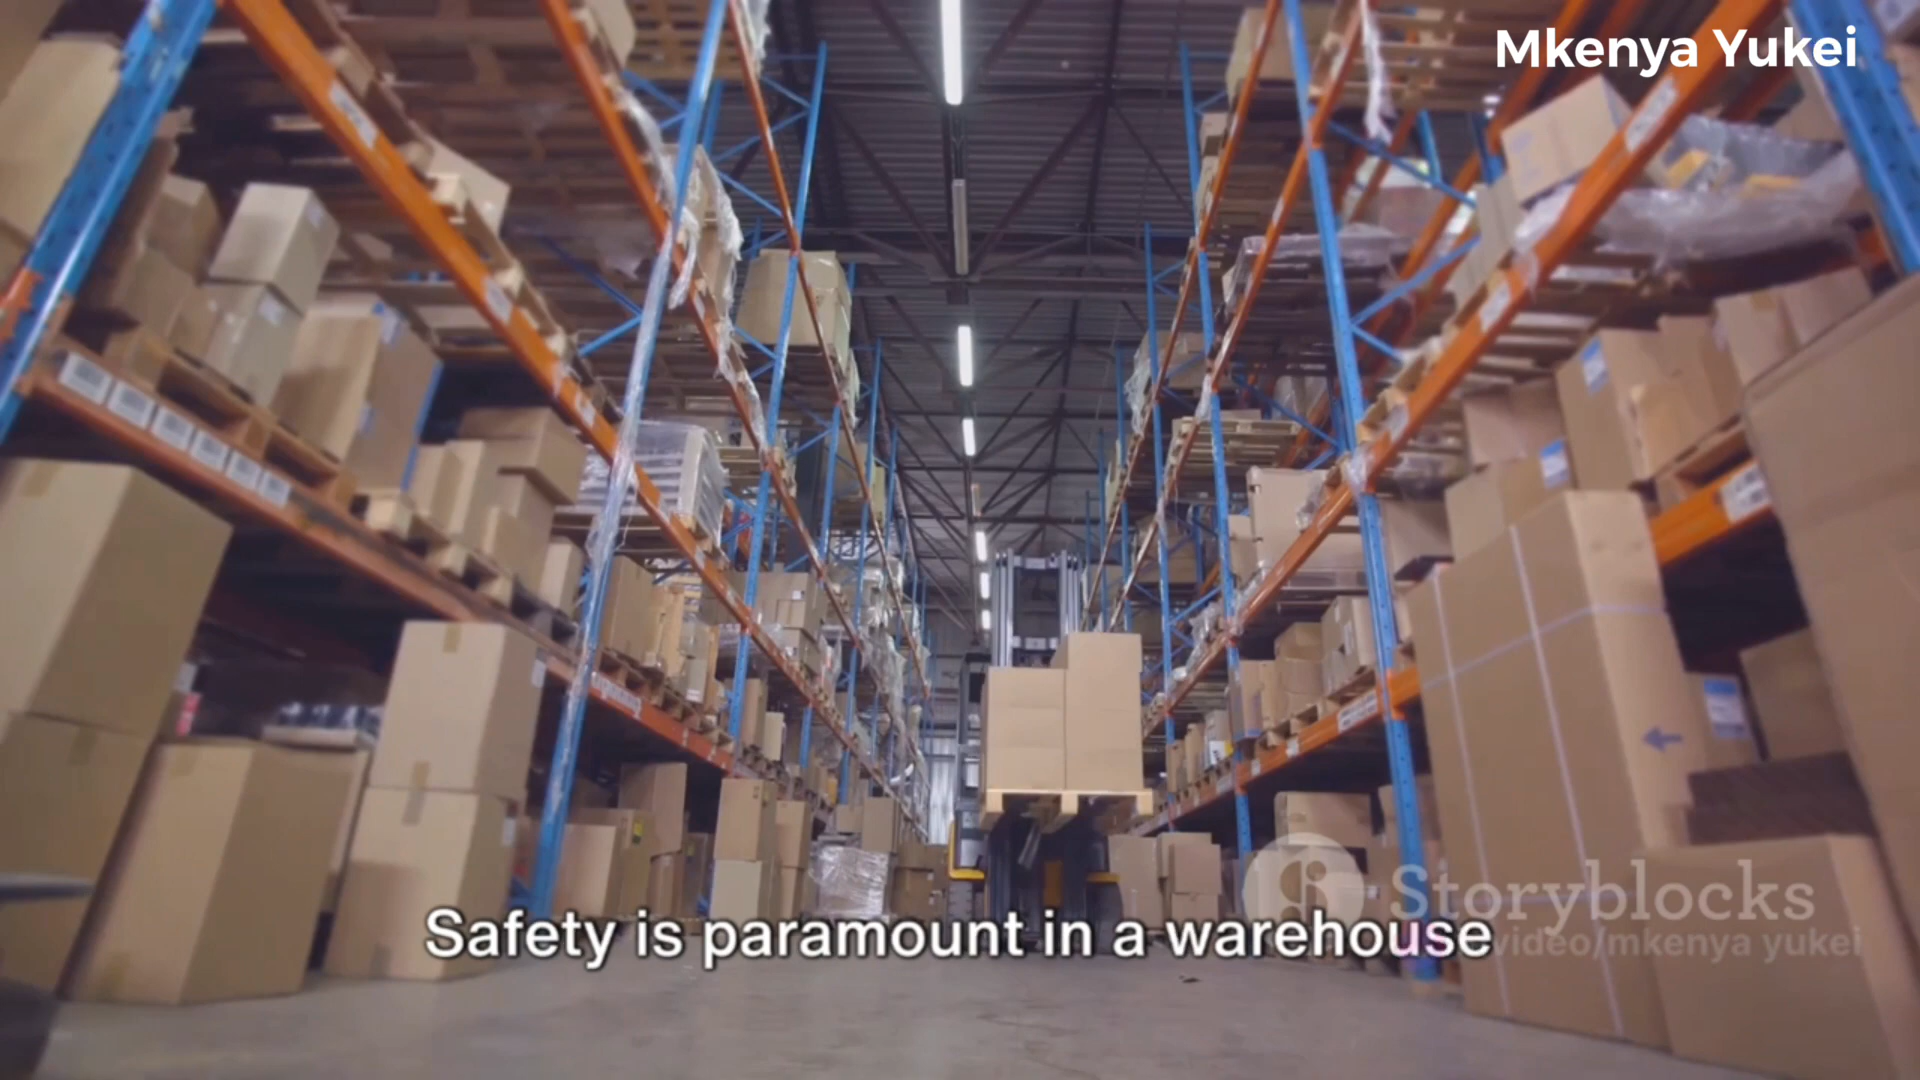 Mkenya Yukei
Storyblocks
Safety is paramount in a warehouse
video/mkenya yukei